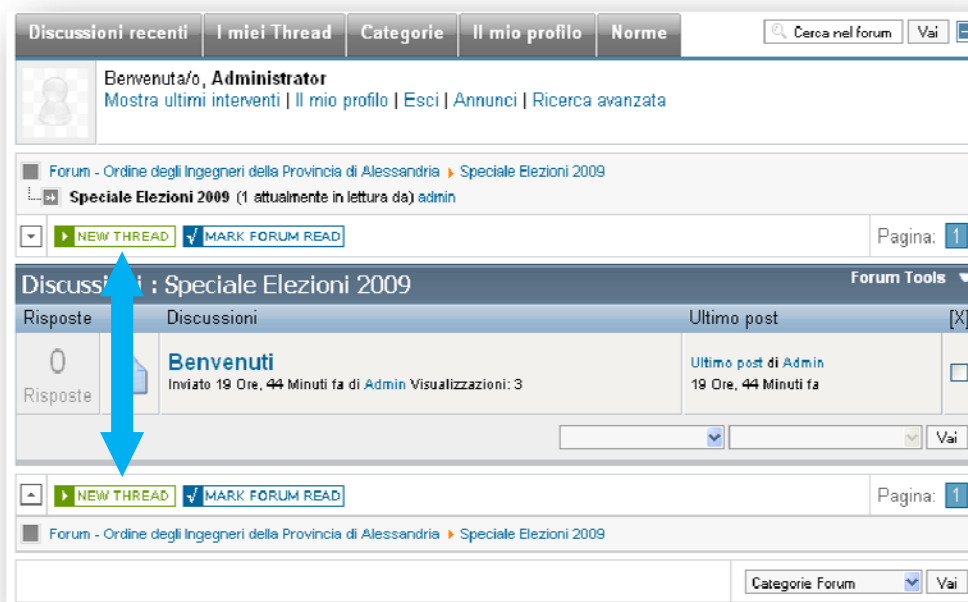 Discussioni recenti I miei Thread Categorie Il mio profilo Norme Cerca nel forum Vai
Benvenuta/o, Administrator
Mostra ultimi interventi | Il mio profilo | Esci | Annunci | Ricerca avanzata
Forum - Ordine degli Ingegneri della Provincia di Alessandria Speciale Elezioni 2009
Speciale Elezioni 2009 (1 attualmente in lettura da) admin
NEW THREAD MARK FORUM READ Pagina: 1
: Speciale Elezioni 2009 Forum Tools
Risposte Discussioni Ultimo post [X]
0 Risposte
Benvenuti
Inviato 19 Ore, 44 Minuti fa di Admin Visualizzazioni: 3
Ultimo post di Admin
19 Ore, 44 Minuti fa
Vai
NEW THREAD MARK FORUM READ Pagina: 1
Forum - Ordine degli Ingegneri della Provincia di Alessandria Speciale Elezioni 2009
Categorie Forum Vai